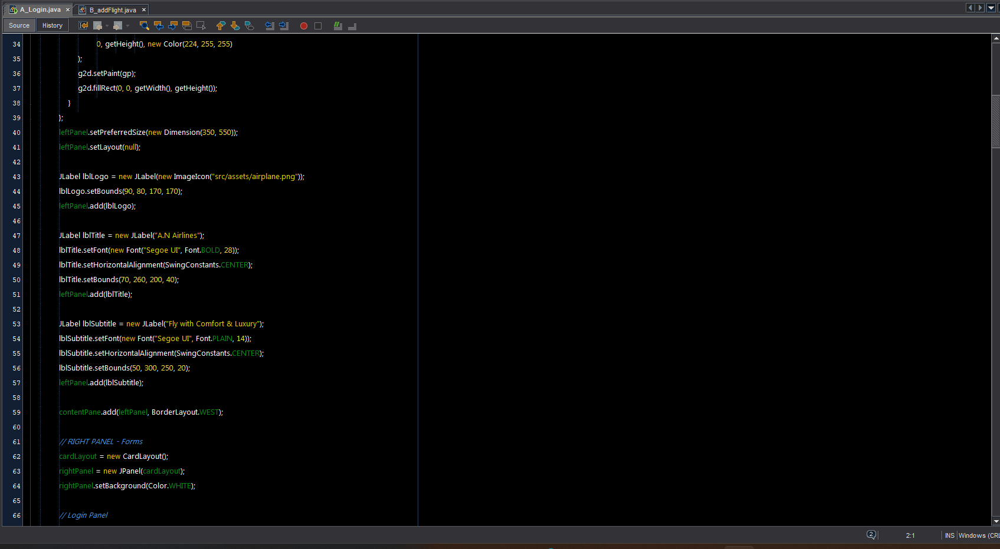 A_Login.java × B_addFlight.java ×
Source History
34 0, getHeight(), new Color(224, 255, 255)
35 );
36 g2d.setPaint(gp);
37 g2d.fillRect(0, 0, getWidth(), getHeight());
38 }
39 };
40 leftPanel.setPreferredSize(new Dimension(350, 550));
41 leftPanel.setLayout(null);
42
43 JLabel lblLogo = new JLabel(new ImageIcon("src/assets/airplane.png"));
44 lblLogo.setBounds(90, 80, 170, 170);
45 leftPanel.add(lblLogo);
46
47 JLabel lblTitle = new JLabel("A.N Airlines");
48 lblTitle.setFont(new Font("Segoe UI", Font.BOLD, 28));
49 lblTitle.setHorizontalAlignment(SwingConstants.CENTER);
50 lblTitle.setBounds(70, 260, 200, 40);
51 leftPanel.add(lblTitle);
52
53 JLabel lblSubtitle = new JLabel("Fly with Comfort & Luxury");
54 lblSubtitle.setFont(new Font("Segoe UI", Font.PLAIN, 14));
55 lblSubtitle.setHorizontalAlignment(SwingConstants.CENTER);
56 lblSubtitle.setBounds(50, 300, 250, 20);
57 leftPanel.add(lblSubtitle);
58
59 contentPane.add(leftPanel, BorderLayout.WEST);
60
61 // RIGHT PANEL - Forms
62 cardLayout = new CardLayout();
63 rightPanel = new JPanel(cardLayout);
64 rightPanel.setBackground(Color.WHITE);
65
66 // Login Panel
2 2:1 INS Windows (CRL